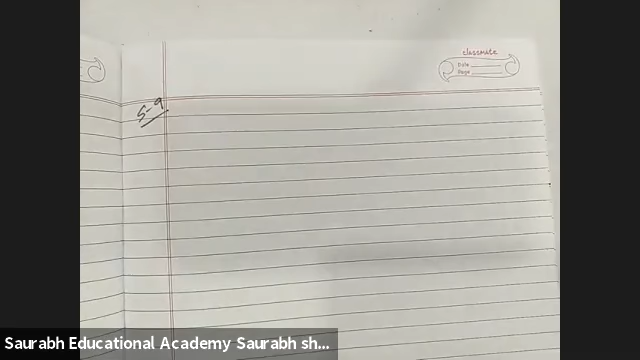 classmate
Date
Page
5-9
Saurabh Educational Academy Saurabh sh...